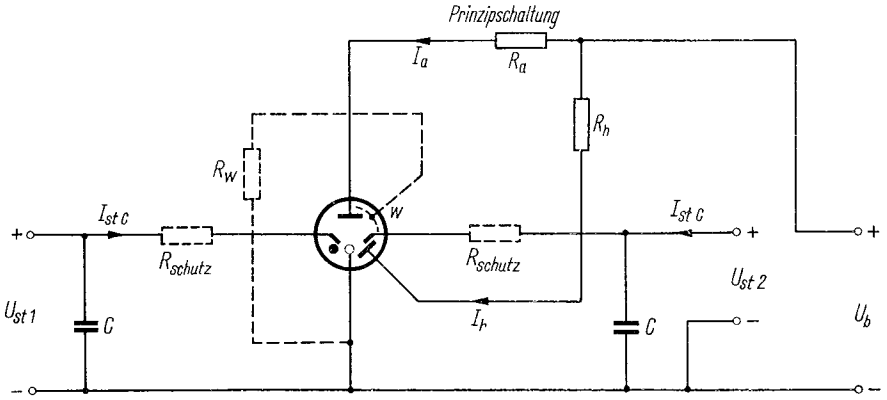 Prinzipschaltung
I_a
R_a
R_h
R_w
w
+
I_st C
R_schutz
R_schutz
I_st C
+
+
U_st 1
C
I_h
C
U_st 2
−
U_b
−
−